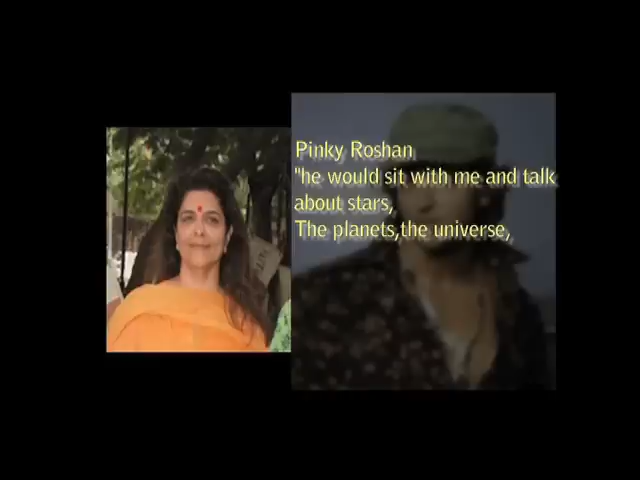 Pinky Roshan
"he would sit with me and talk
about stars,
The planets,the universe,